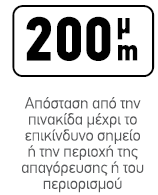 200 μ
m
Απόσταση από την
πινακίδα μέχρι το
επικίνδυνο σημείο
ή την περιοχή της
απαγόρευσης ή του
περιορισμού